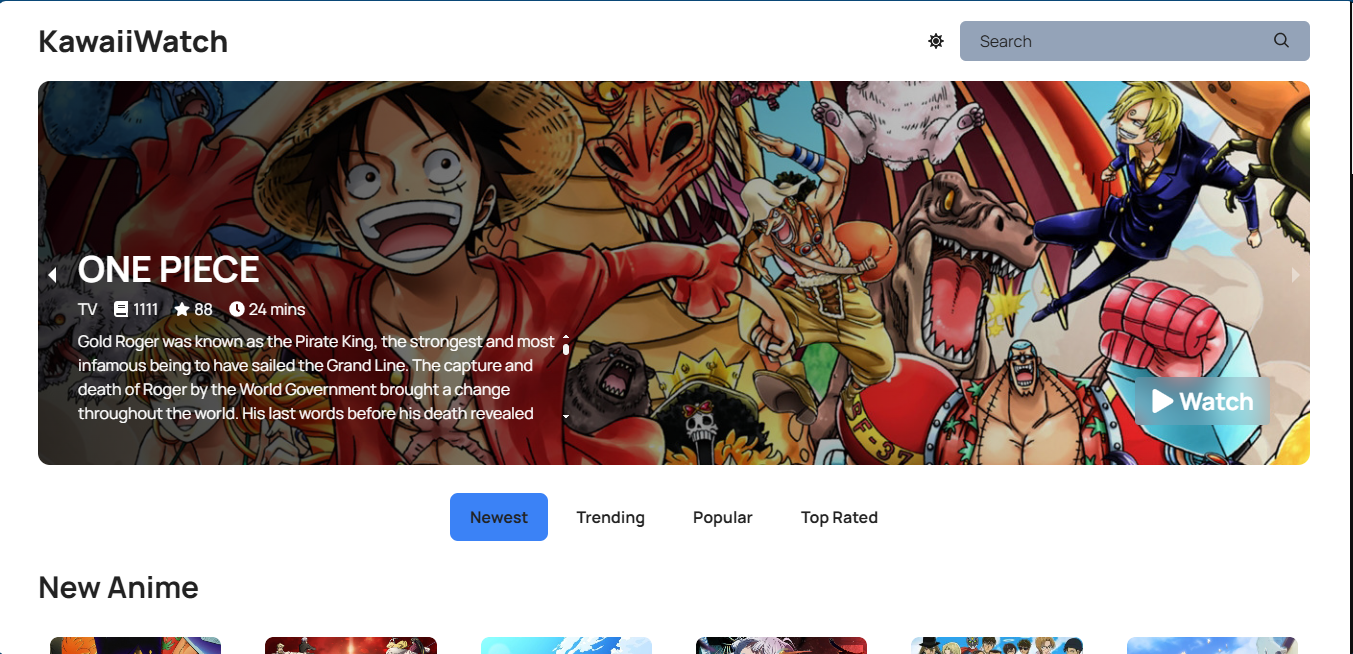 KawaiiWatch
Search
ONE PIECE
TV 1111 88 24 mins
Gold Roger was known as the Pirate King, the strongest and most
infamous being to have sailed the Grand Line. The capture and
death of Roger by the World Government brought a change
throughout the world. His last words before his death revealed
BF-37
Watch
Newest Trending Popular Top Rated
New Anime